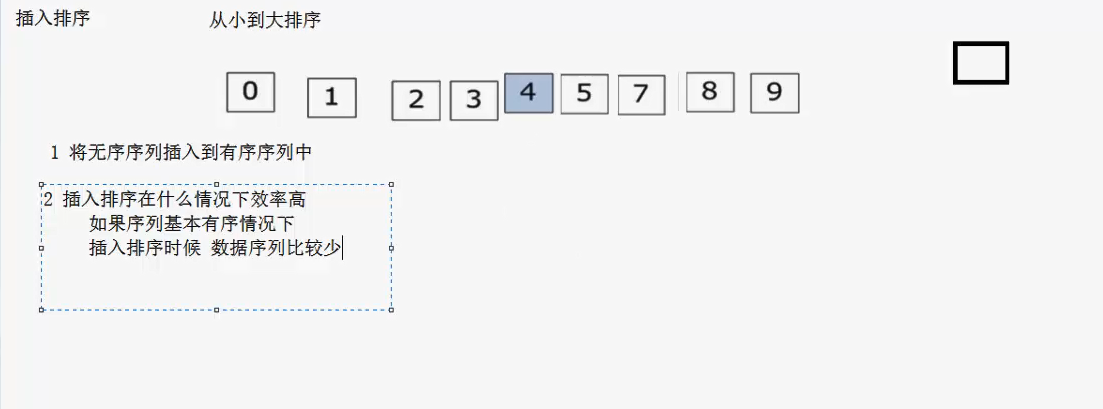 插入排序 从小到大排序
0 1 2 3 4 5 7 8 9
1 将无序序列插入到有序序列中
2 插入排序在什么情况下效率高
如果序列基本有序情况下
插入排序时候 数据序列比较少